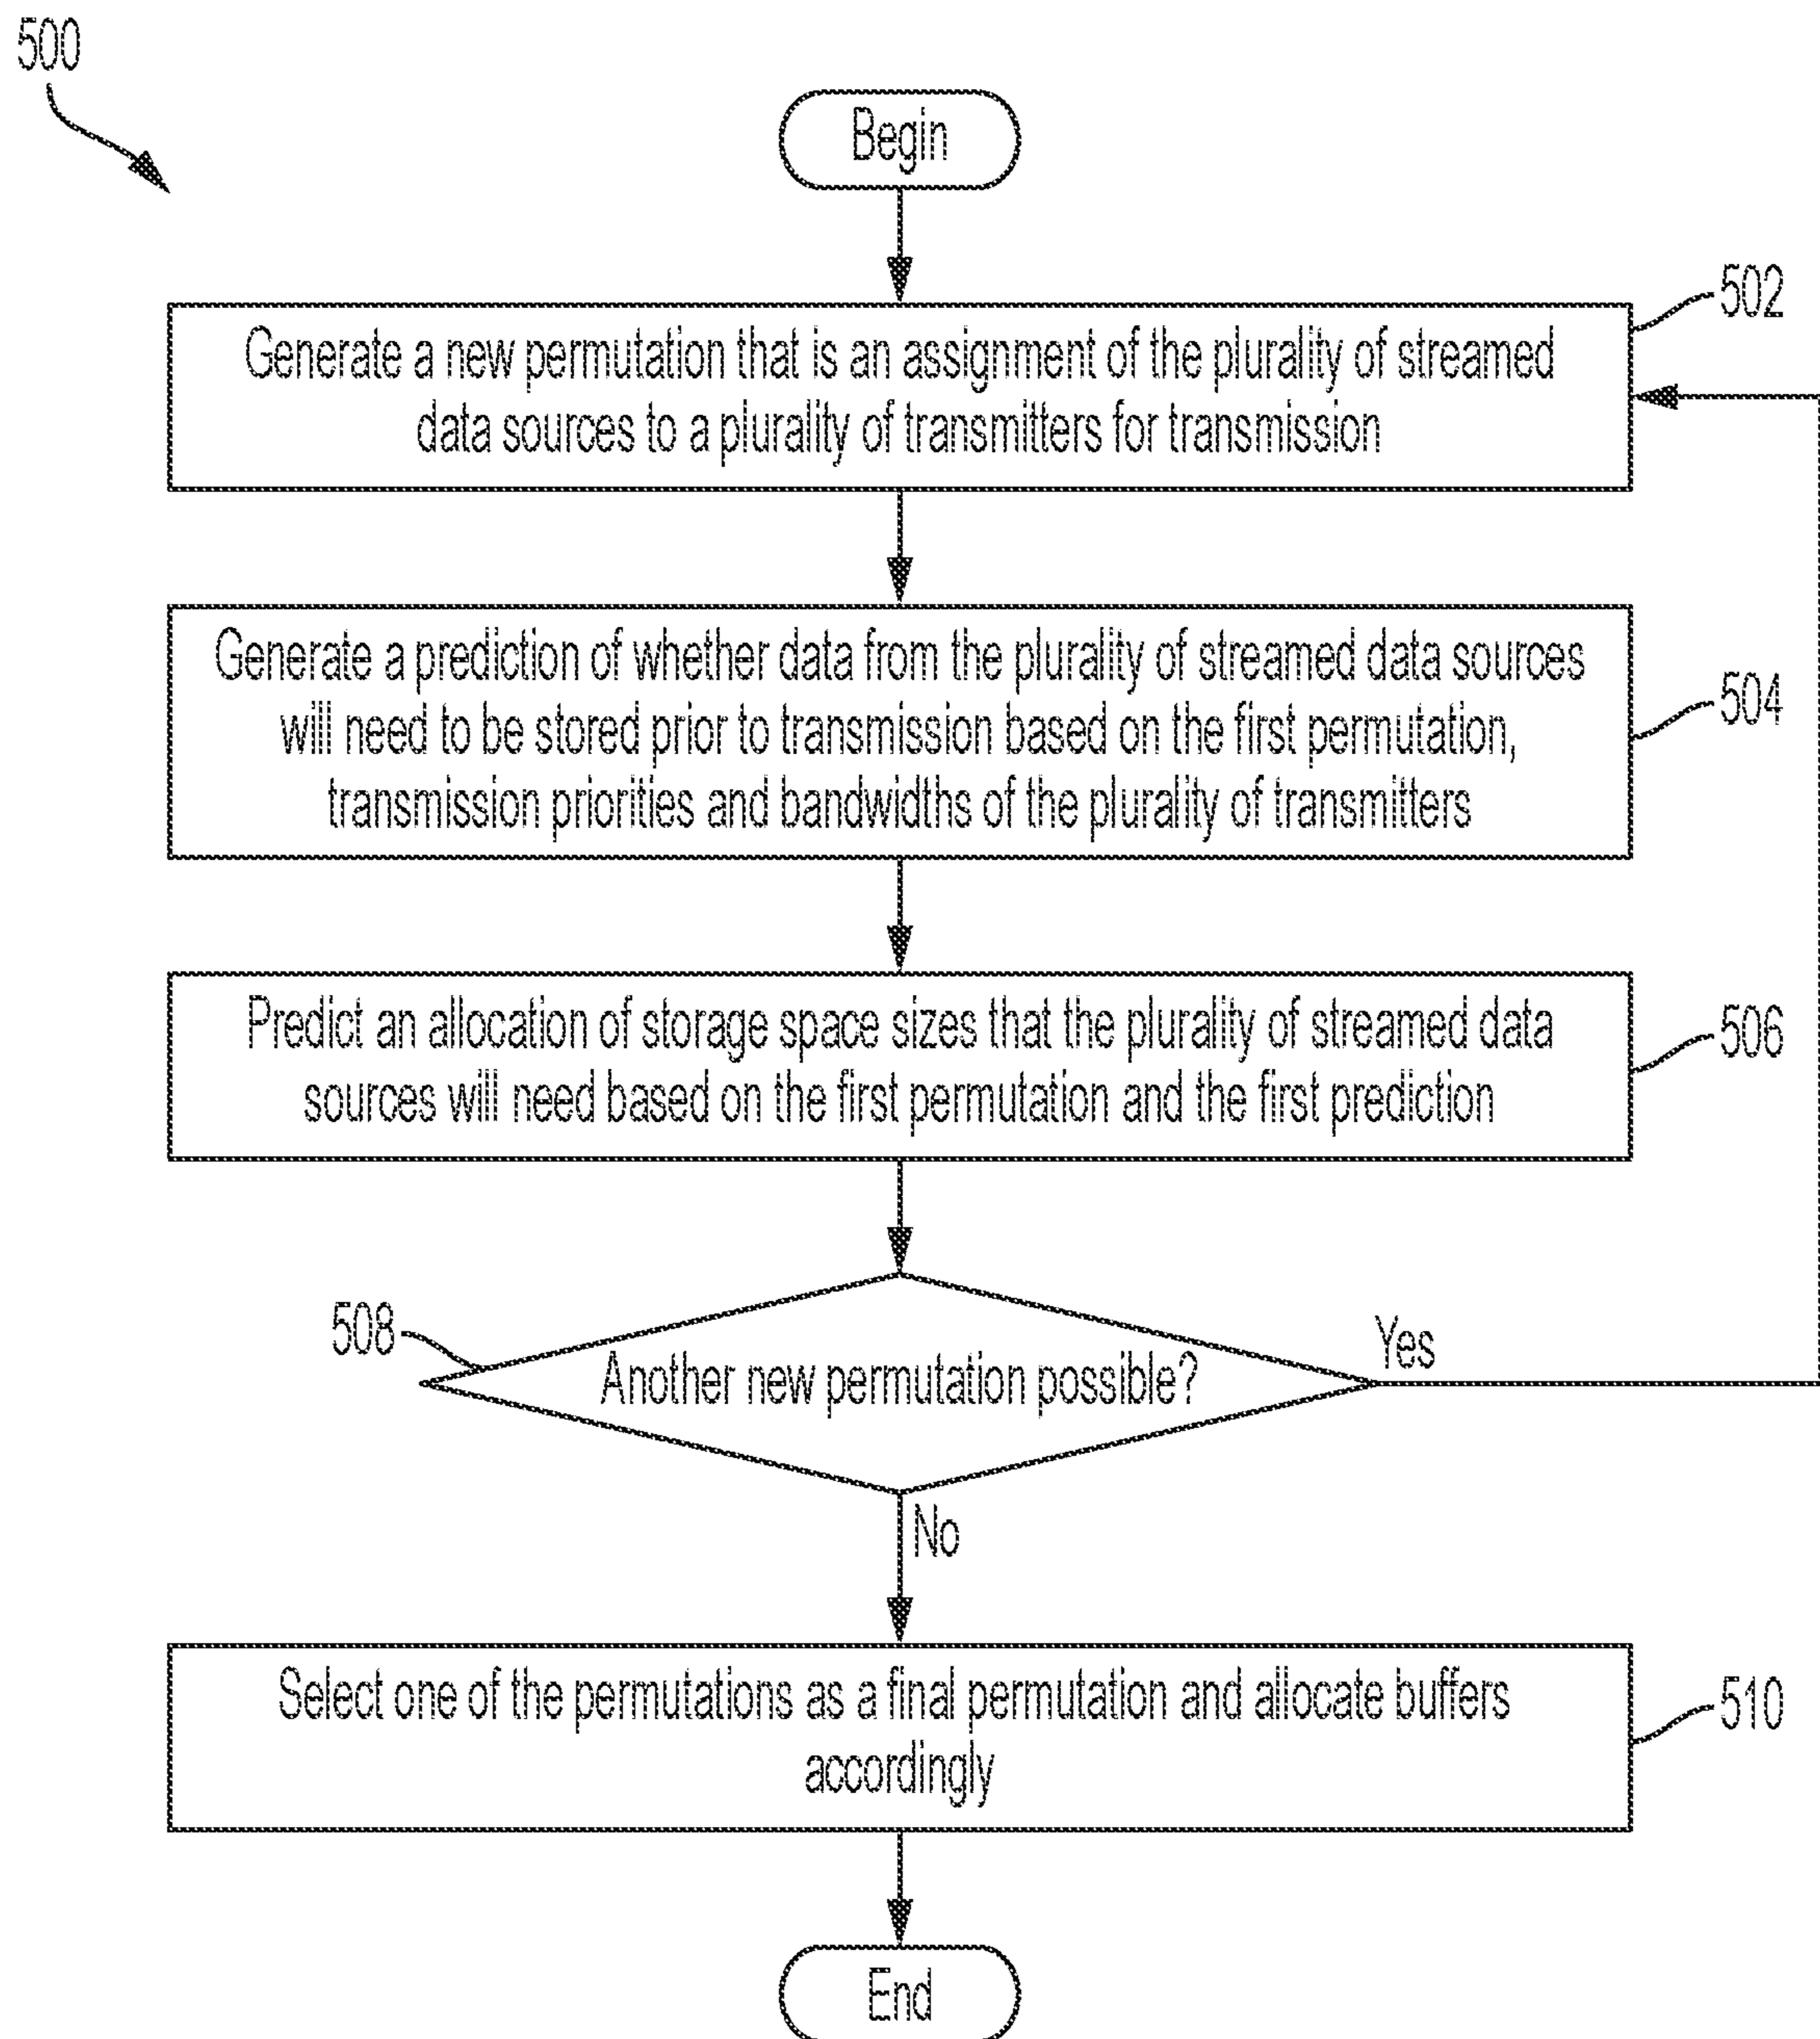 500
Begin
502
Generate a new permutation that is an assignment of the plurality of streamed
data sources to a plurality of transmitters for transmission
Generate a prediction of whether data from the plurality of streamed data sources
will need to be stored prior to transmission based on the first permutation,
transmission priorities and bandwidths of the plurality of transmitters
504
Predict an allocation of storage space sizes that the plurality of streamed data
sources will need based on the first permutation and the first prediction
506
508
Another new permutation possible?
Yes
No
Select one of the permutations as a final permutation and allocate buffers
accordingly
510
End